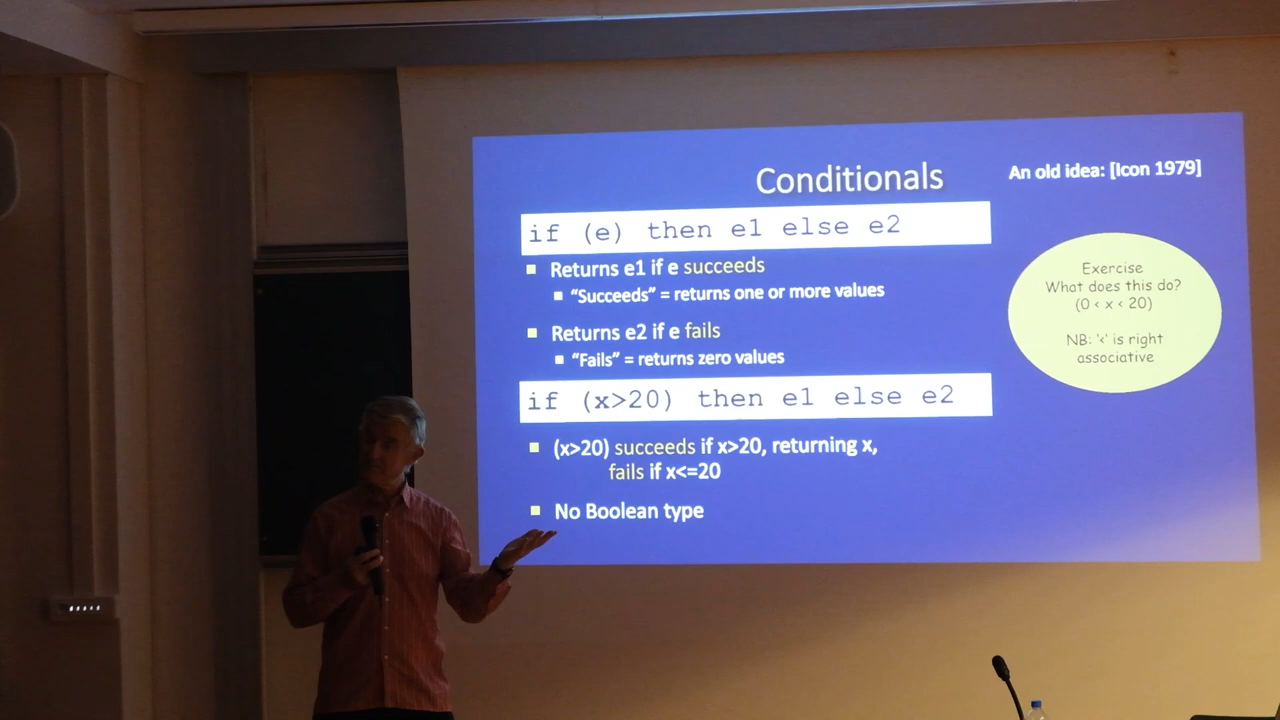 Conditionals
An old idea: [Icon 1979]
if (e) then e1 else e2
Returns e1 if e succeeds
"Succeeds" = returns one or more values
Returns e2 if e fails
"Fails" = returns zero values
if (x>20) then e1 else e2
(x>20) succeeds if x>20, returning x,
fails if x<=20
No Boolean type
Exercise
What does this do?
(0 < x < 20)
NB: '<' is right
associative